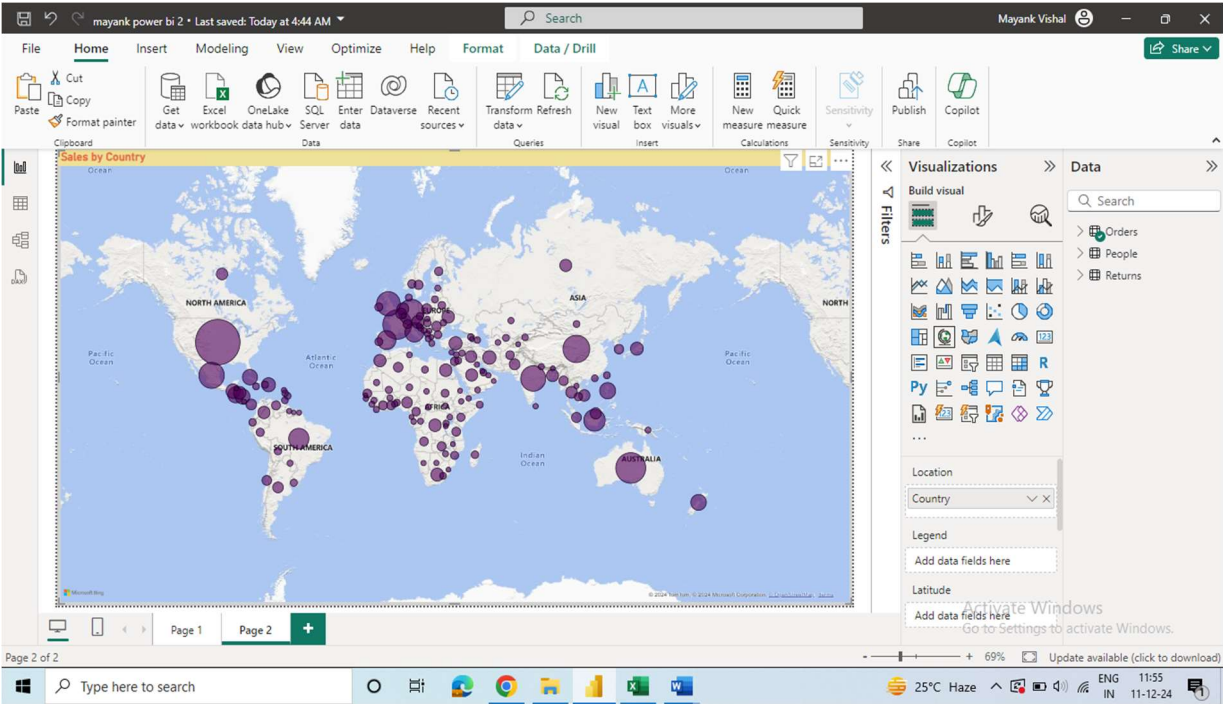 mayank power bi 2 • Last saved: Today at 4:44 AM
Search
Mayank Vishal
File Home Insert Modeling View Optimize Help Format Data / Drill
Share
Paste
Cut
Copy
Format painter
Get data
Excel workbook
OneLake data hub
SQL Server
Enter data
Dataverse
Recent sources
Transform data
Refresh
New visual
Text box
More visuals
New measure
Quick measure
Sensitivity
Publish
Copilot
Clipboard Data Queries Insert Calculations Sensitivity Share Copilot
Sales by Country
Ocean
Ocean
NORTH AMERICA
EUROPE
ASIA
NORTH
Pacific Ocean
Atlantic Ocean
Pacific Ocean
AFRICA
SOUTH AMERICA
Indian Ocean
AUSTRALIA
Microsoft Bing
Filters
Visualizations
Build visual
123
R
Py
Location
Country
Legend
Add data fields here
Latitude
Add data fields here
Data
Search
Orders
People
Returns
Activate Windows
Go to Settings to activate Windows.
Page 1
Page 2
Page 2 of 2
69%
Update available (click to download)
Type here to search
25°C Haze
ENG
IN
11:55
11-12-24
1